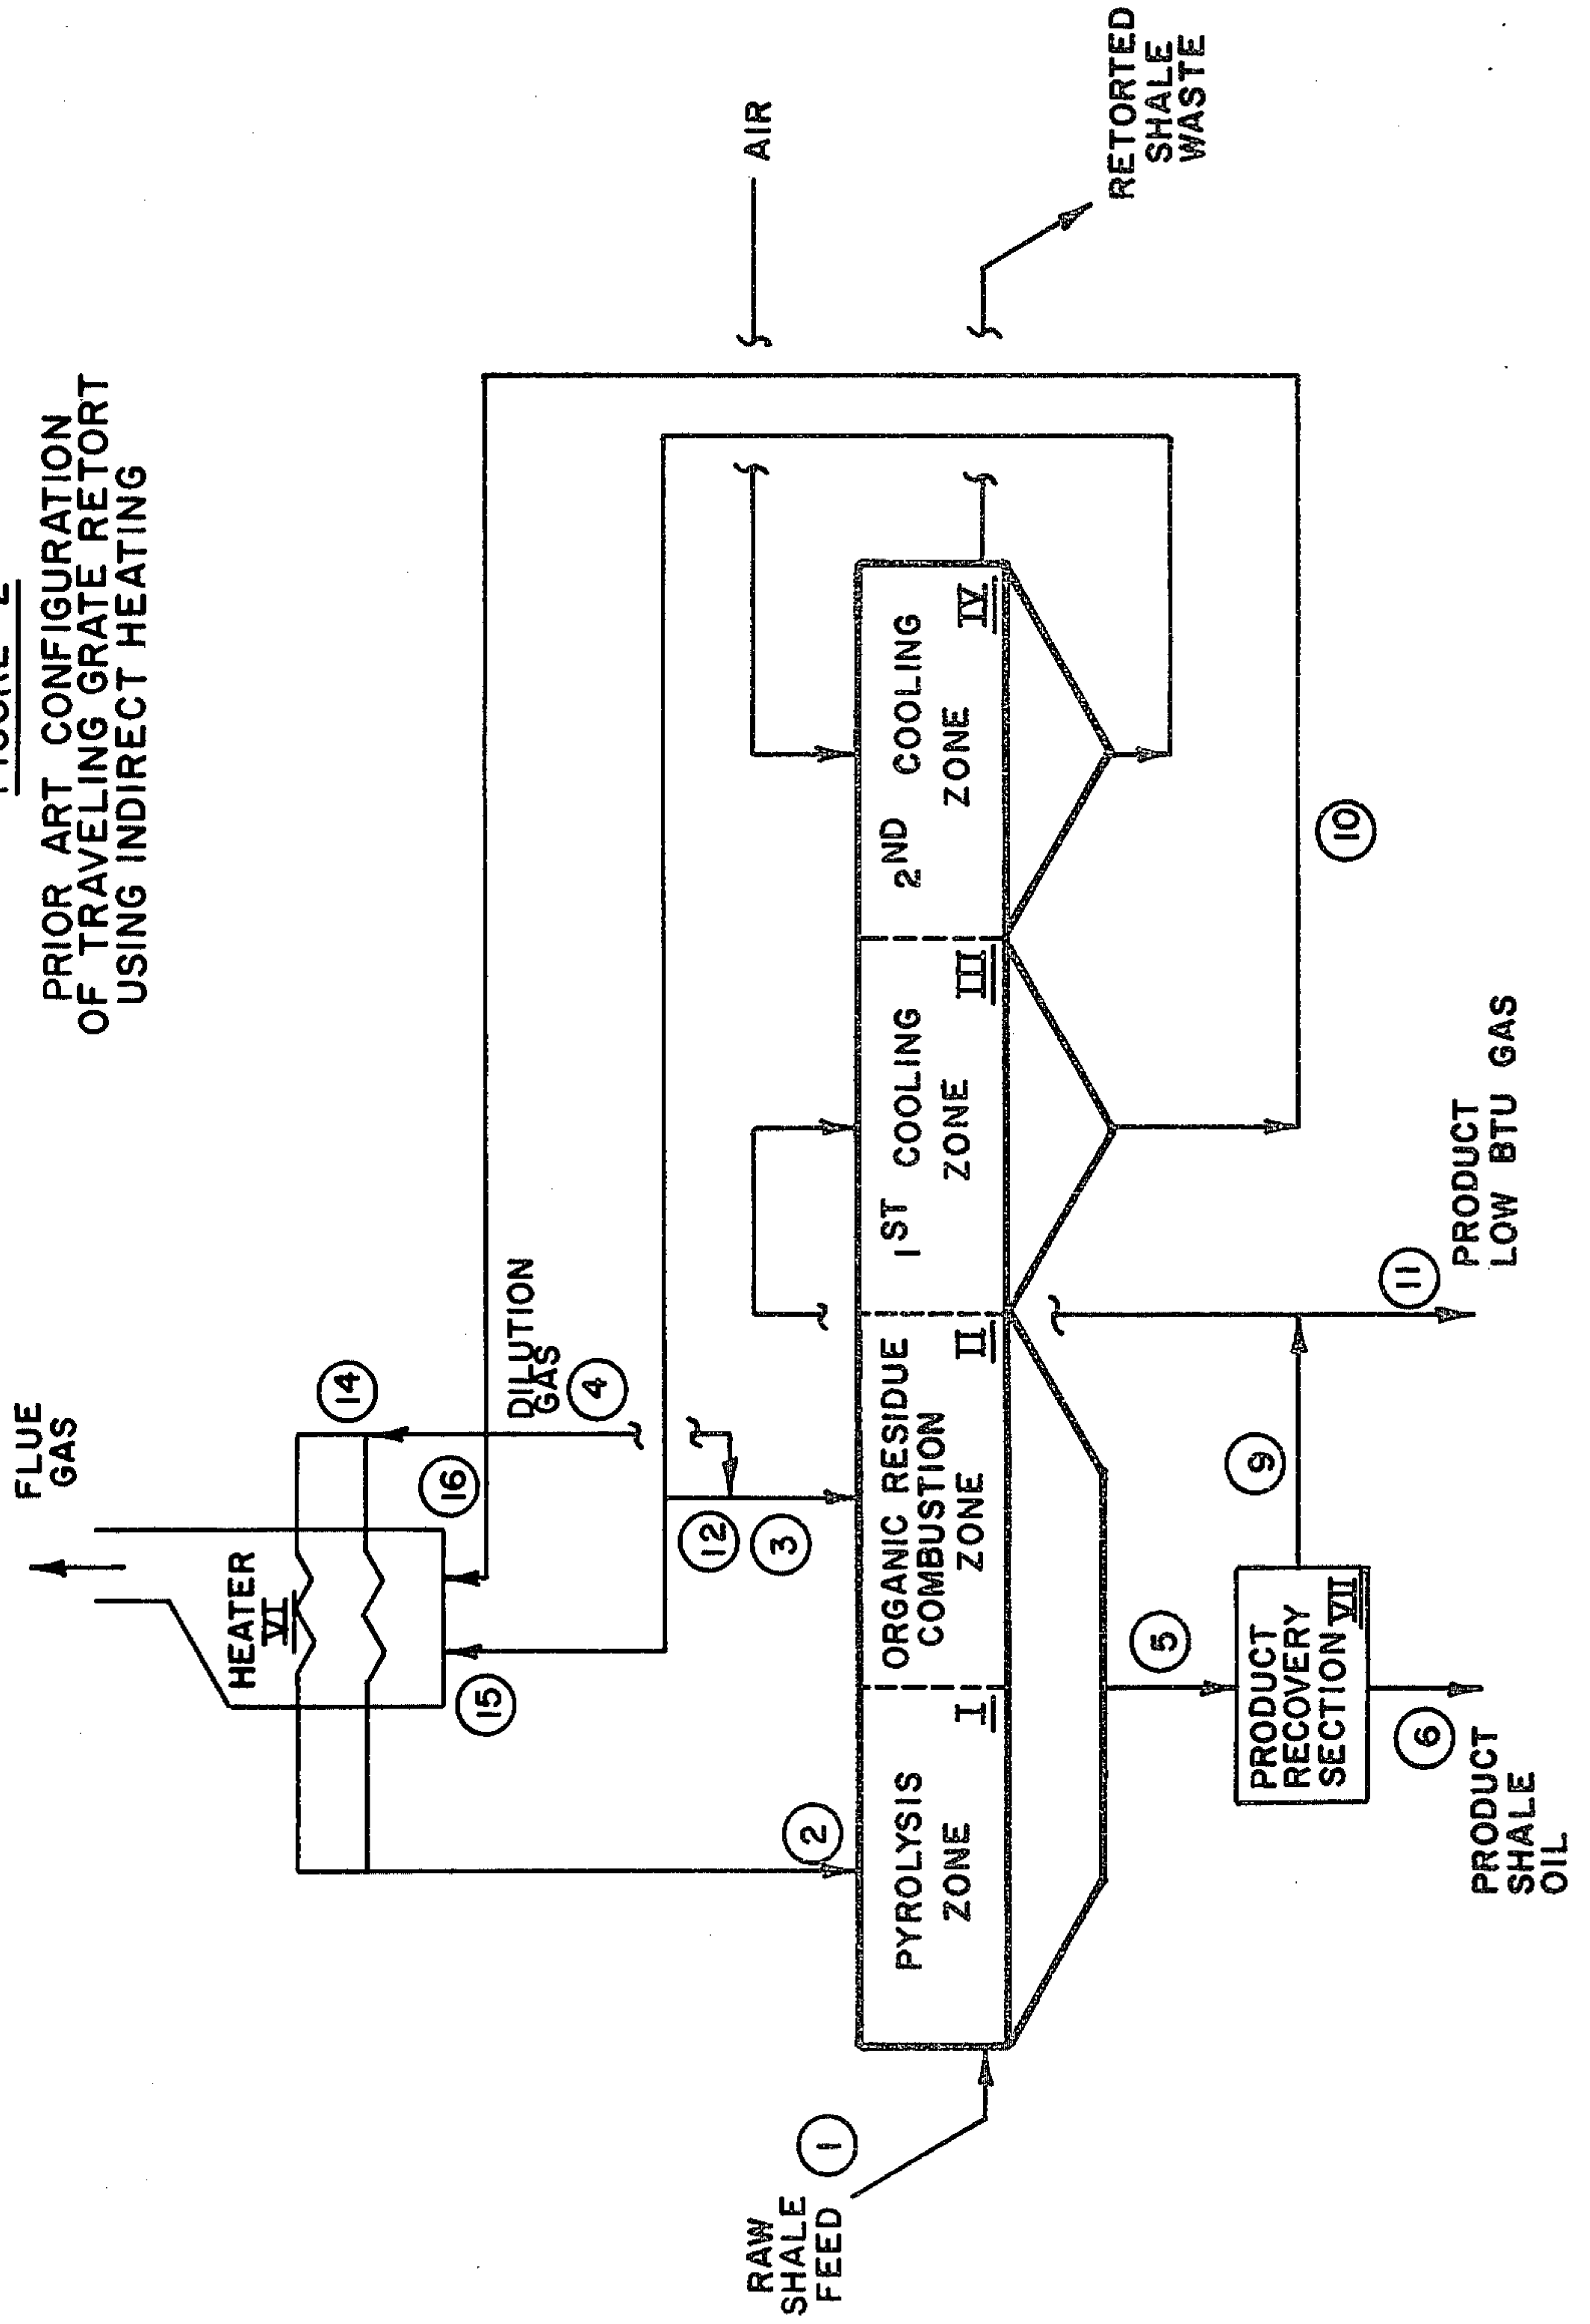 FIGURE 2
PRIOR ART CONFIGURATION
OF TRAVELING GRATE RETORT
USING INDIRECT HEATING
FLUE
GAS
HEATER
VI
14
16
15
DILUTION
GAS
4
12
3
2
AIR
RAW
SHALE
FEED
1
PYROLYSIS
ZONE
I
ORGANIC RESIDUE
COMBUSTION
ZONE
II
1ST COOLING
ZONE
III
2ND COOLING
ZONE
IV
RETORTED
SHALE
WASTE
5
PRODUCT
RECOVERY
SECTION VII
9
10
6
PRODUCT
SHALE
OIL
11
PRODUCT
LOW BTU GAS